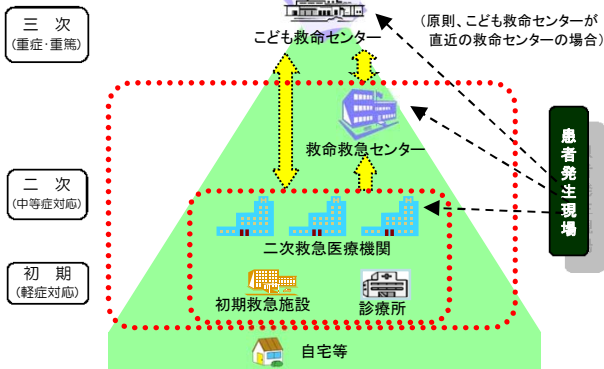 三　次
(重症・重篤)
こども救命センター
(原則、こども救命センターが
直近の救命センターの場合)
救命救急センター
患者発生現場
二　次
(中等症対応)
二次救急医療機関
初　期
(軽症対応)
初期救急施設
診療所
自宅等